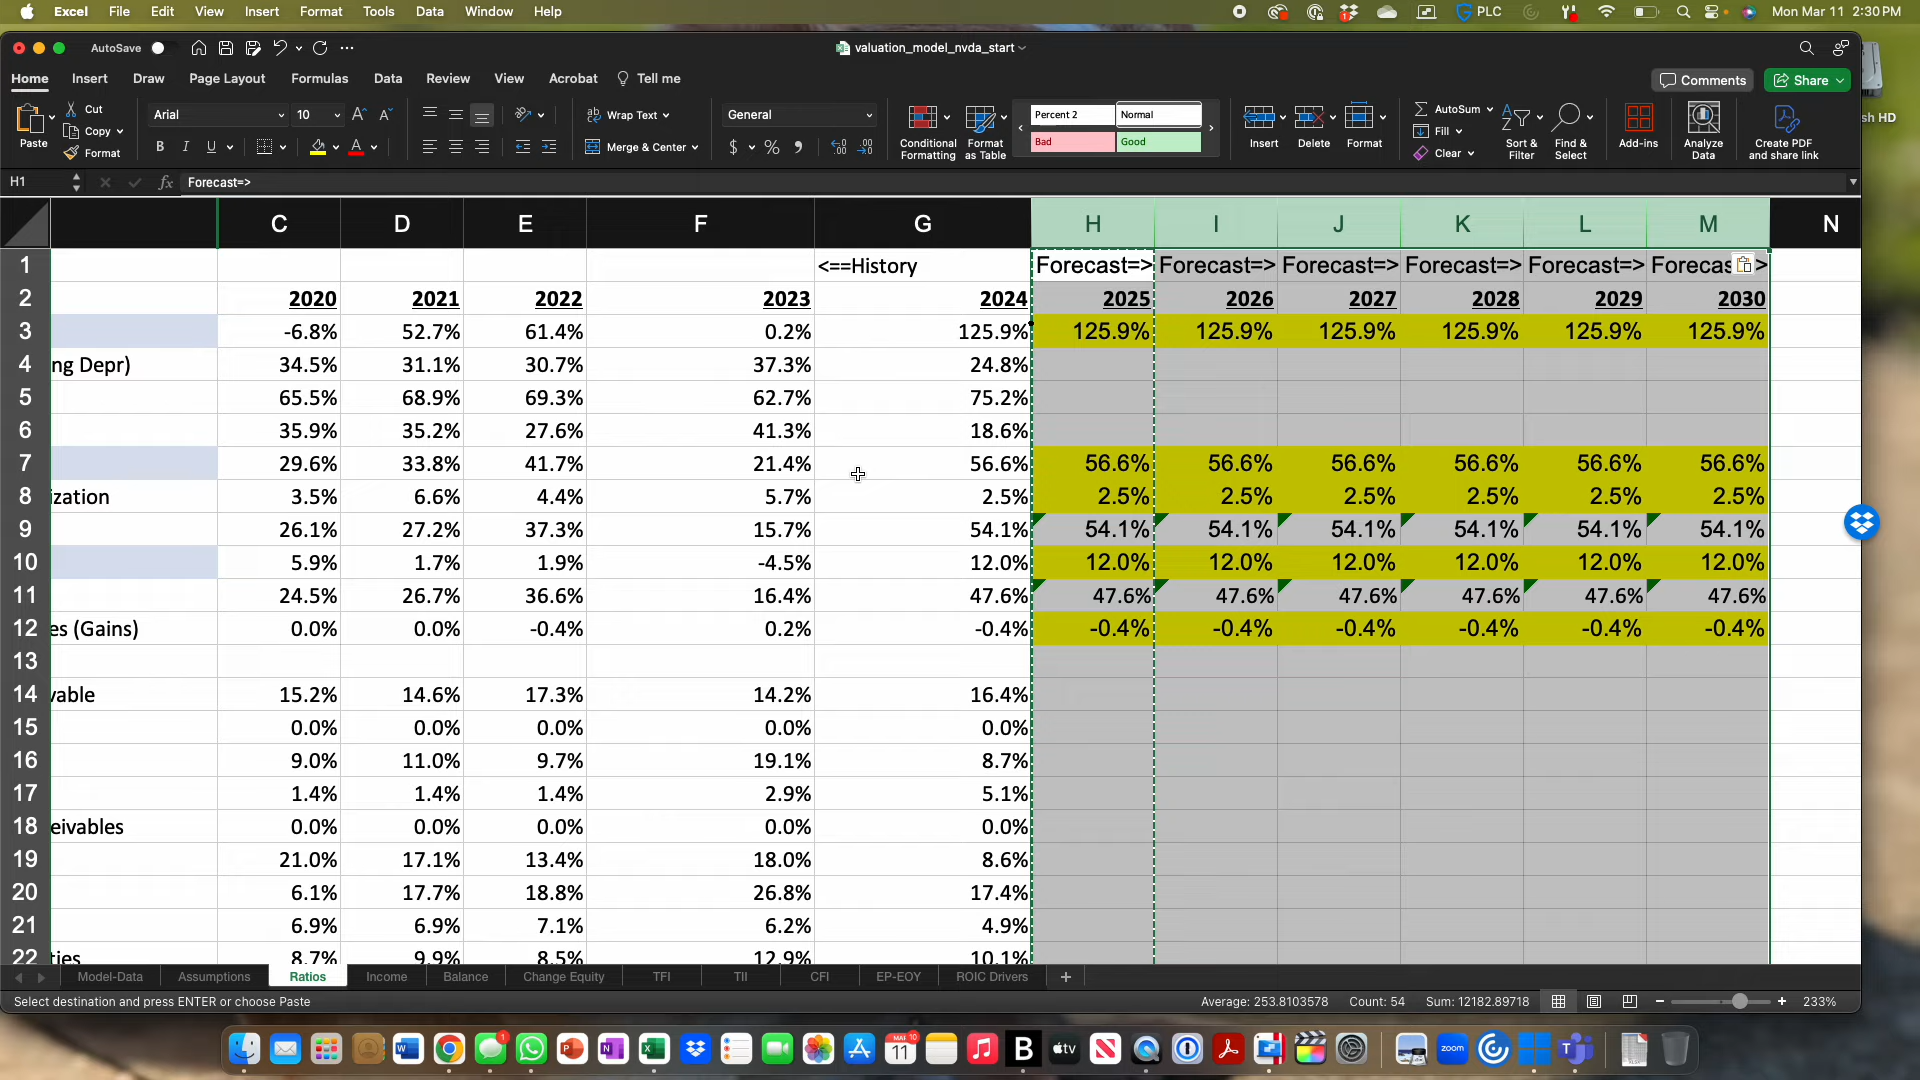 Excel File Edit View Insert Format Tools Data Window Help PLC Mon Mar 11 2:30 PM
AutoSave valuation_model_nvda_start
Home Insert Draw Page Layout Formulas Data Review View Acrobat Tell me Comments Share
Paste Cut Copy Format Arial 10 Wrap Text Merge & Center General Conditional Formatting Format as Table Percent 2 Normal Bad Good Insert Delete Format AutoSum Fill Clear Sort & Filter Find & Select Add-ins Analyze Data Create PDF and share link
H1 fx Forecast=>
C D E F G H I J K L M N
1 <==History Forecast=> Forecast=> Forecast=> Forecast=> Forecast=> Forecas >
2 2020 2021 2022 2023 2024 2025 2026 2027 2028 2029 2030
3 -6.8% 52.7% 61.4% 0.2% 125.9% 125.9% 125.9% 125.9% 125.9% 125.9% 125.9%
4 ng Depr) 34.5% 31.1% 30.7% 37.3% 24.8%
5 65.5% 68.9% 69.3% 62.7% 75.2%
6 35.9% 35.2% 27.6% 41.3% 18.6%
7 29.6% 33.8% 41.7% 21.4% 56.6% 56.6% 56.6% 56.6% 56.6% 56.6% 56.6%
8 ization 3.5% 6.6% 4.4% 5.7% 2.5% 2.5% 2.5% 2.5% 2.5% 2.5% 2.5%
9 26.1% 27.2% 37.3% 15.7% 54.1% 54.1% 54.1% 54.1% 54.1% 54.1% 54.1%
10 5.9% 1.7% 1.9% -4.5% 12.0% 12.0% 12.0% 12.0% 12.0% 12.0% 12.0%
11 24.5% 26.7% 36.6% 16.4% 47.6% 47.6% 47.6% 47.6% 47.6% 47.6% 47.6%
12 es (Gains) 0.0% 0.0% -0.4% 0.2% -0.4% -0.4% -0.4% -0.4% -0.4% -0.4% -0.4%
13
14 vable 15.2% 14.6% 17.3% 14.2% 16.4%
15 0.0% 0.0% 0.0% 0.0% 0.0%
16 9.0% 11.0% 9.7% 19.1% 8.7%
17 1.4% 1.4% 1.4% 2.9% 5.1%
18 eivables 0.0% 0.0% 0.0% 0.0% 0.0%
19 21.0% 17.1% 13.4% 18.0% 8.6%
20 6.1% 17.7% 18.8% 26.8% 17.4%
21 6.9% 6.9% 7.1% 6.2% 4.9%
22 ties 8.7% 9.9% 8.5% 12.9% 10.1%
Model-Data Assumptions Ratios Income Balance Change Equity TFI TII CFI EP-EOY ROIC Drivers
Select destination and press ENTER or choose Paste Average: 253.8103578 Count: 54 Sum: 12182.89718 233%
sh HD
11 zoom